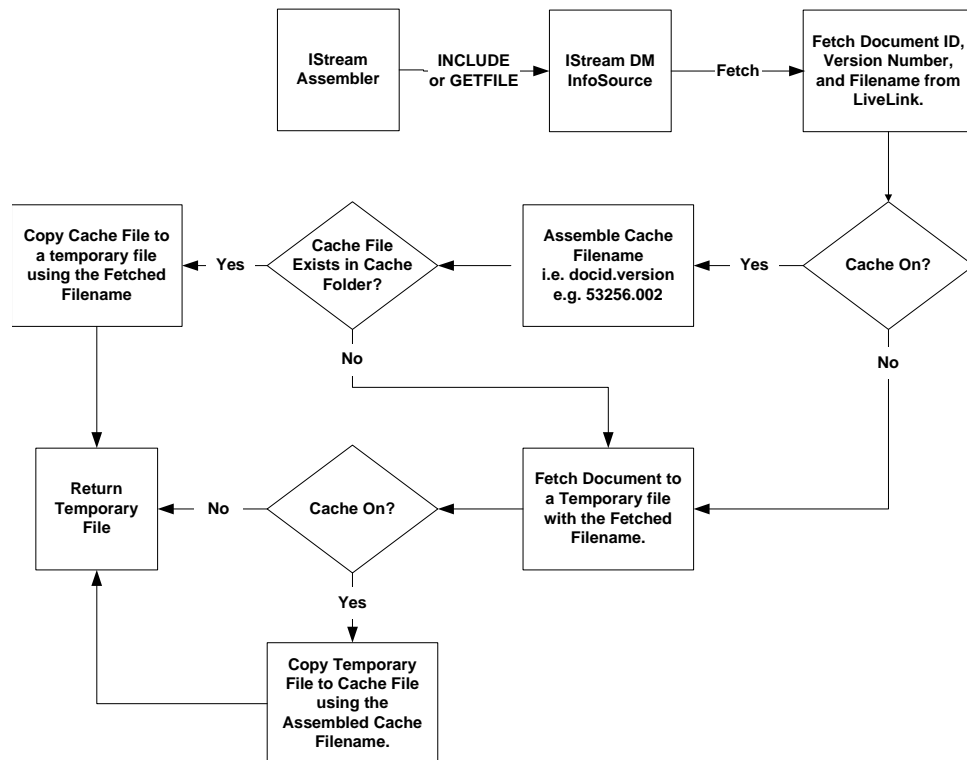 IStream
Assembler
INCLUDE
or GETFILE
IStream DM
InfoSource
Fetch
Fetch Document ID,
Version Number,
and Filename from
LiveLink.
Copy Cache File to
a temporary file
using the Fetched
Filename
Yes
Cache File
Exists in Cache
Folder?
Assemble Cache
Filename
i.e. docid.version
e.g. 53256.002
Yes
Cache On?
No
No
Return
Temporary
File
No
Cache On?
Fetch Document to
a Temporary file
with the Fetched
Filename.
Yes
Copy Temporary
File to Cache File
using the
Assembled Cache
Filename.